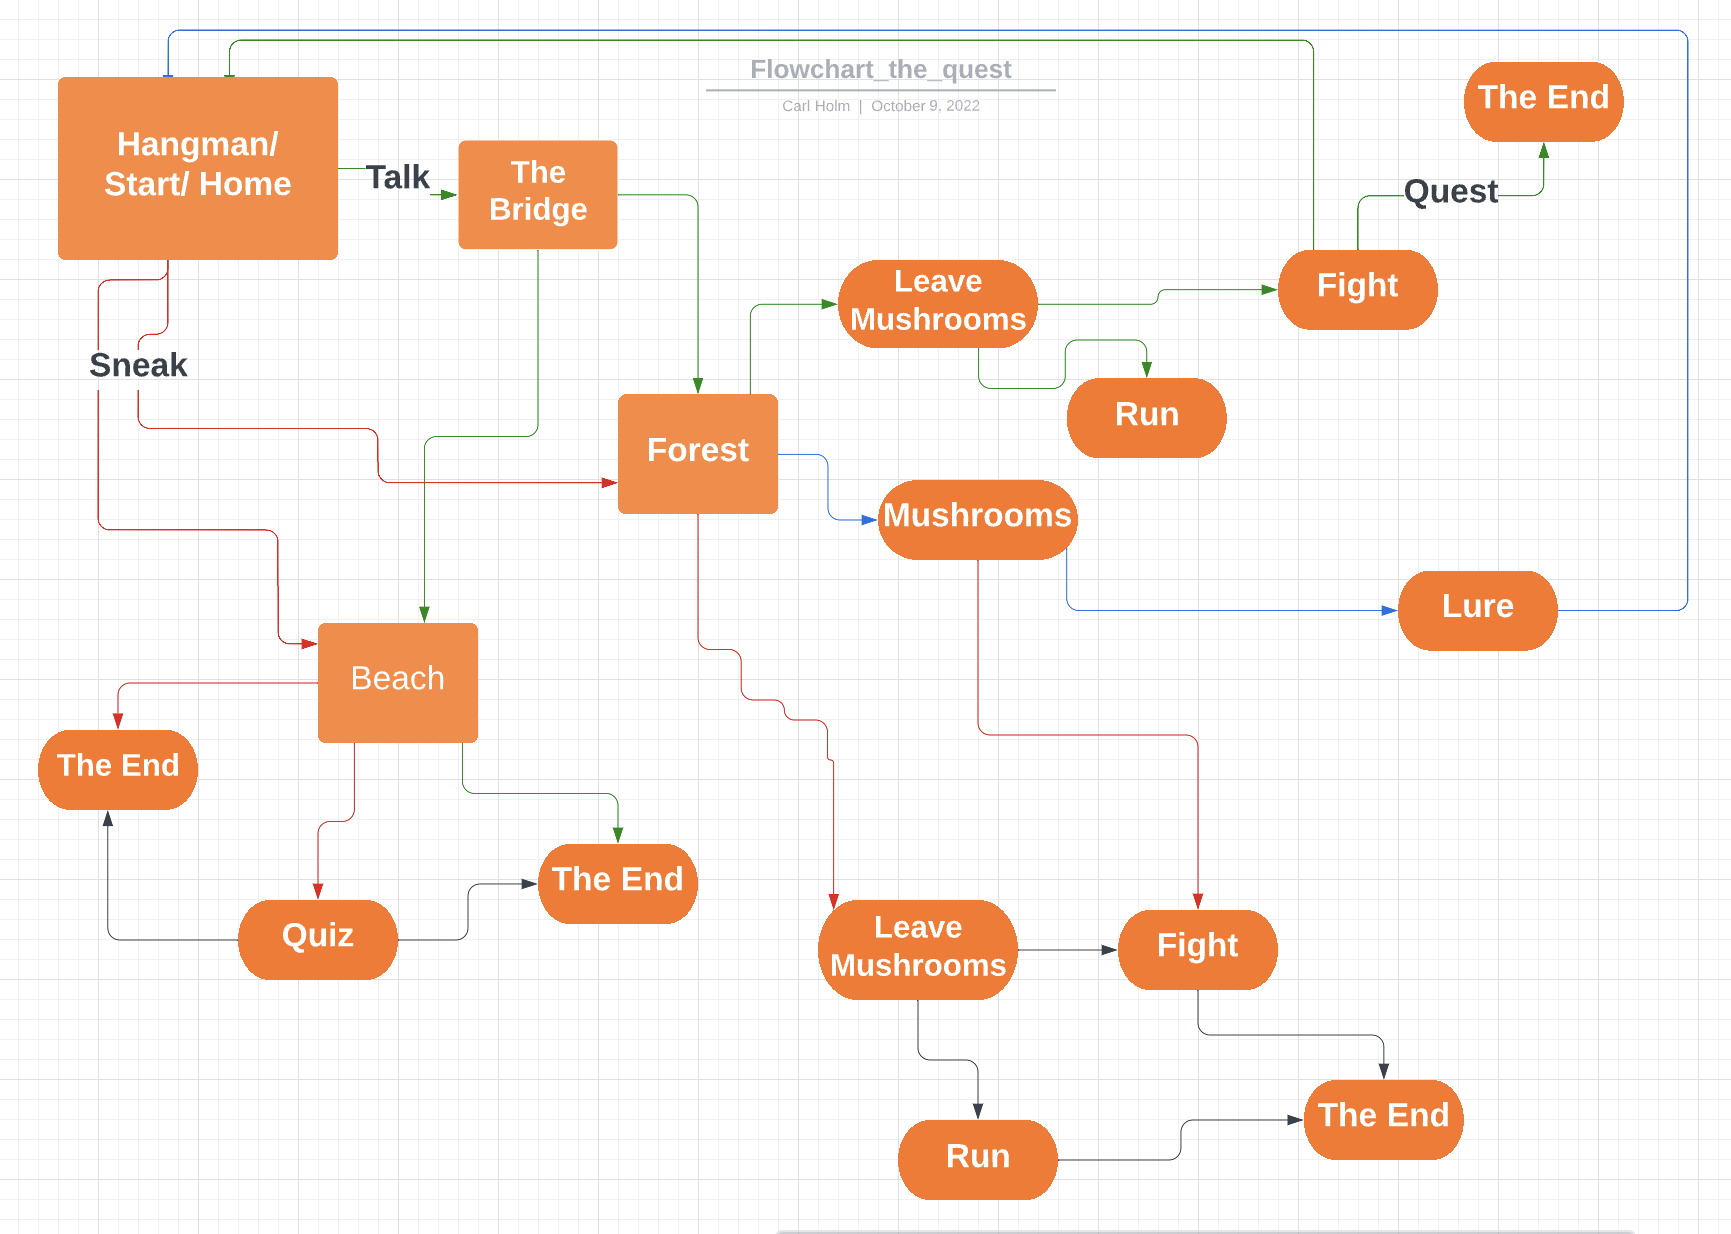 Flowchart_the_quest
Carl Holm | October 9, 2022
The End
Hangman/
Start/ Home
Talk
The
Bridge
Quest
Leave
Mushrooms
Fight
Sneak
Run
Forest
Mushrooms
Lure
Beach
The End
The End
Quiz
Leave
Mushrooms
Fight
The End
Run